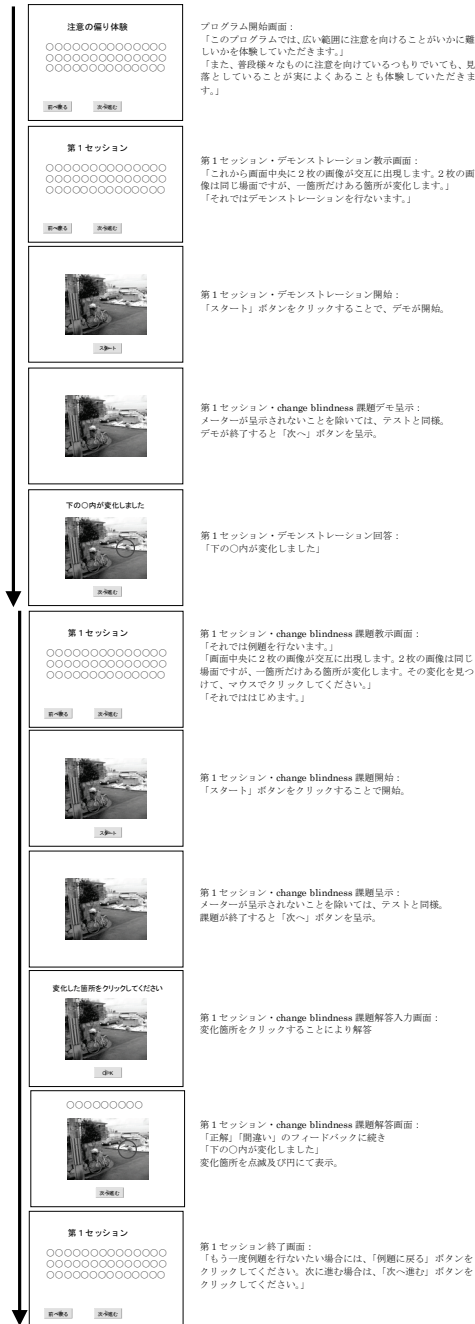 注意の偏り体験
○○○○○○○○○○○○○○
○○○○○○○○○○○○○○
○○○○○○○○○○○○○○
前へ戻る 次へ進む
プログラム開始画面：
「このプログラムでは、広い範囲に注意を向けることがいかに難
しいかを体験していただきます。」
「また、普段様々なものに注意を向けているつもりでいても、見
落としていることが実によくあることも体験していただきま
す。」
第１セッション
○○○○○○○○○○○○○○
○○○○○○○○○○○○○○
○○○○○○○○○○○○○○
前へ戻る 次へ進む
第１セッション・デモンストレーション教示画面：
「これから画面中央に２枚の画像が交互に出現します。２枚の画
像は同じ場面ですが、一箇所だけある箇所が変化します。」
「それではデモンストレーションを行ないます。」
スタート
第１セッション・デモンストレーション開始：
「スタート」ボタンをクリックすることで、デモが開始。
第１セッション・change blindness 課題デモ呈示：
メーターが呈示されないことを除いては、テストと同様。
デモが終了すると「次へ」ボタンを呈示。
下の○内が変化しました
次へ進む
第１セッション・デモンストレーション回答：
「下の○内が変化しました」
第１セッション
○○○○○○○○○○○○○○
○○○○○○○○○○○○○○
○○○○○○○○○○○○○○
前へ戻る 次へ進む
第１セッション・change blindness 課題教示画面：
「それでは例題を行ないます。」
「画面中央に２枚の画像が交互に出現します。２枚の画像は同じ
場面ですが、一箇所だけある箇所が変化します。その変化を見つ
けて、マウスでクリックしてください。」
「それでははじめます。」
スタート
第１セッション・change blindness 課題開始：
「スタート」ボタンをクリックすることで開始。
第１セッション・change blindness 課題呈示：
メーターが呈示されないことを除いては、テストと同様。
課題が終了すると「次へ」ボタンを呈示。
変化した箇所をクリックしてください
第１セッション・change blindness 課題解答入力画面：
変化箇所をクリックすることにより解答
○○○○○○○○○
次へ進む
第１セッション・change blindness 課題解答画面：
「正解」「間違い」のフィードバックに続き
「下の○内が変化しました」
変化箇所を点滅及び円にて表示。
第１セッション
○○○○○○○○○○○○○○
○○○○○○○○○○○○○○
○○○○○○○○○○○○○○
前へ戻る 次へ進む
第１セッション終了画面：
「もう一度例題を行ないたい場合には、「例題に戻る」ボタンを
クリックしてください。次に進む場合は、「次へ進む」ボタンを
クリックしてください。」